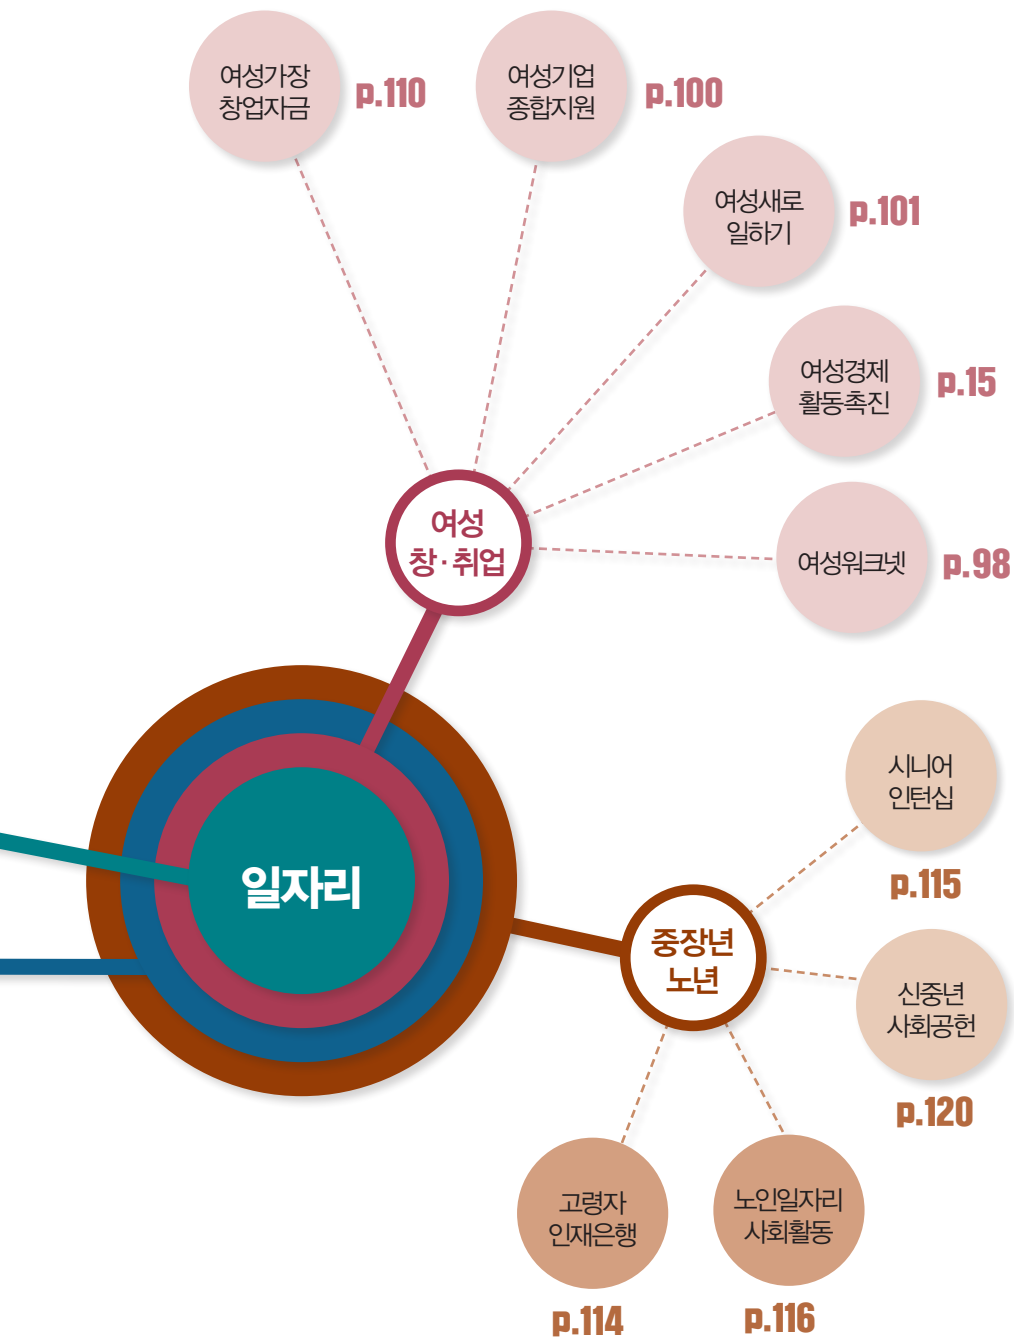 여성가장
창업자금
p.110
여성기업
종합지원
p.100
여성새로
일하기
p.101
여성경제
활동촉진
p.15
여성
창·취업
여성워크넷
p.98
시니어
인턴십
p.115
일자리
중장년
노년
신중년
사회공헌
p.120
고령자
인재은행
p.114
노인일자리
사회활동
p.116